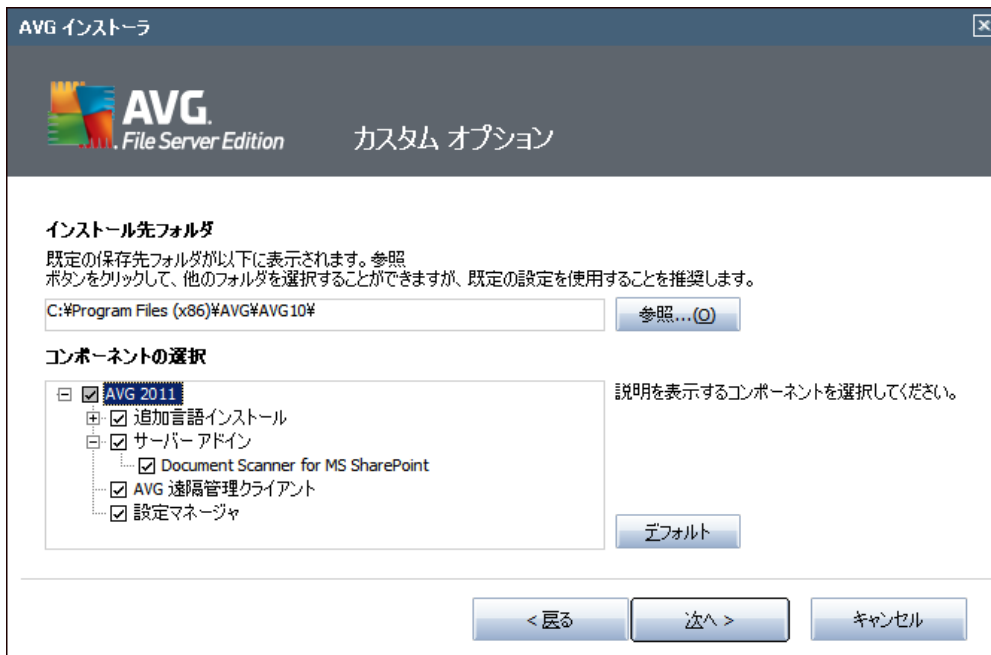 AVG インストーラ
AVG.
File Server Edition
カスタム オプション
インストール先フォルダ
既定の保存先フォルダが以下に表示されます。参照
ボタンをクリックして、他のフォルダを選択することができますが、既定の設定を使用することを推奨します。
C:¥Program Files (x86)¥AVG¥AVG10¥
参照...(O)
コンポーネントの選択
AVG 2011
説明を表示するコンポーネントを選択してください。
追加言語インストール
サーバー アドイン
Document Scanner for MS SharePoint
AVG 遠隔管理クライアント
設定マネージャ
デフォルト
< 戻る
次へ >
キャンセル